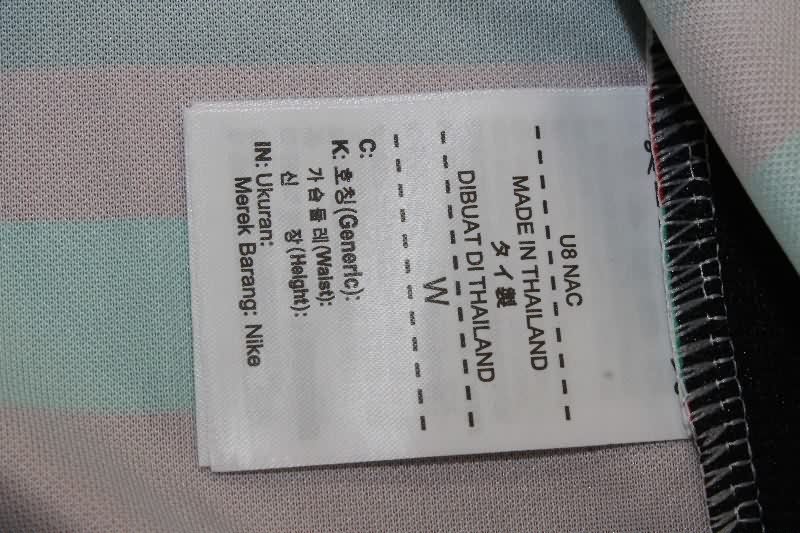 U8 NAC
MADE IN THAILAND
タイ製
DIBUAT DI THAILAND
W
C:
K: 호칭(Generic):
가슴둘레(Waist):
신 장(Height):
IN: Ukuran:
Merek Barang: Nike